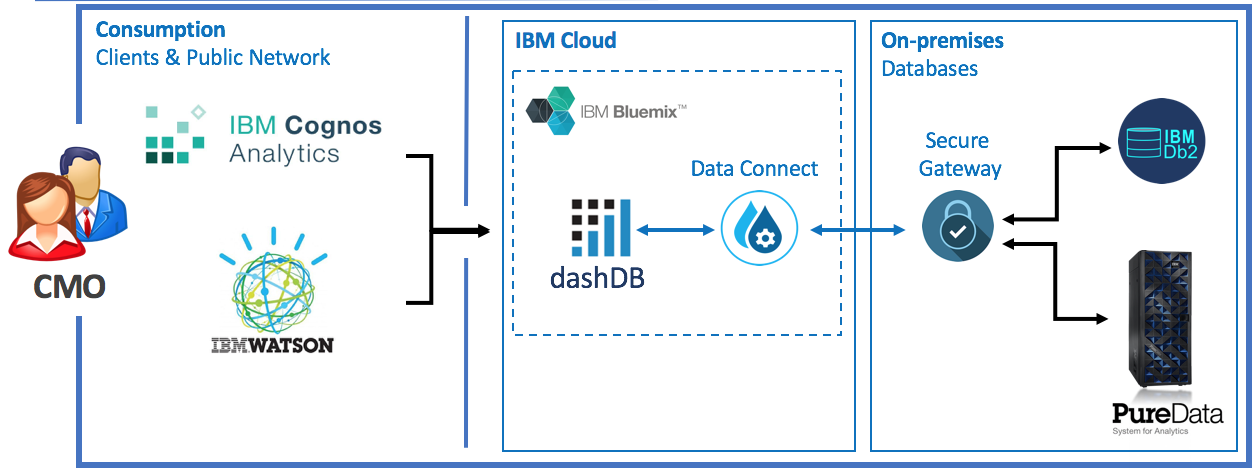 Consumption
Clients & Public Network
IBM Cognos
Analytics
CMO
IBM WATSON
IBM Cloud
IBM Bluemix™
Data Connect
dashDB
On-premises
Databases
Secure
Gateway
IBM
Db2
IBM
PureData
System for Analytics